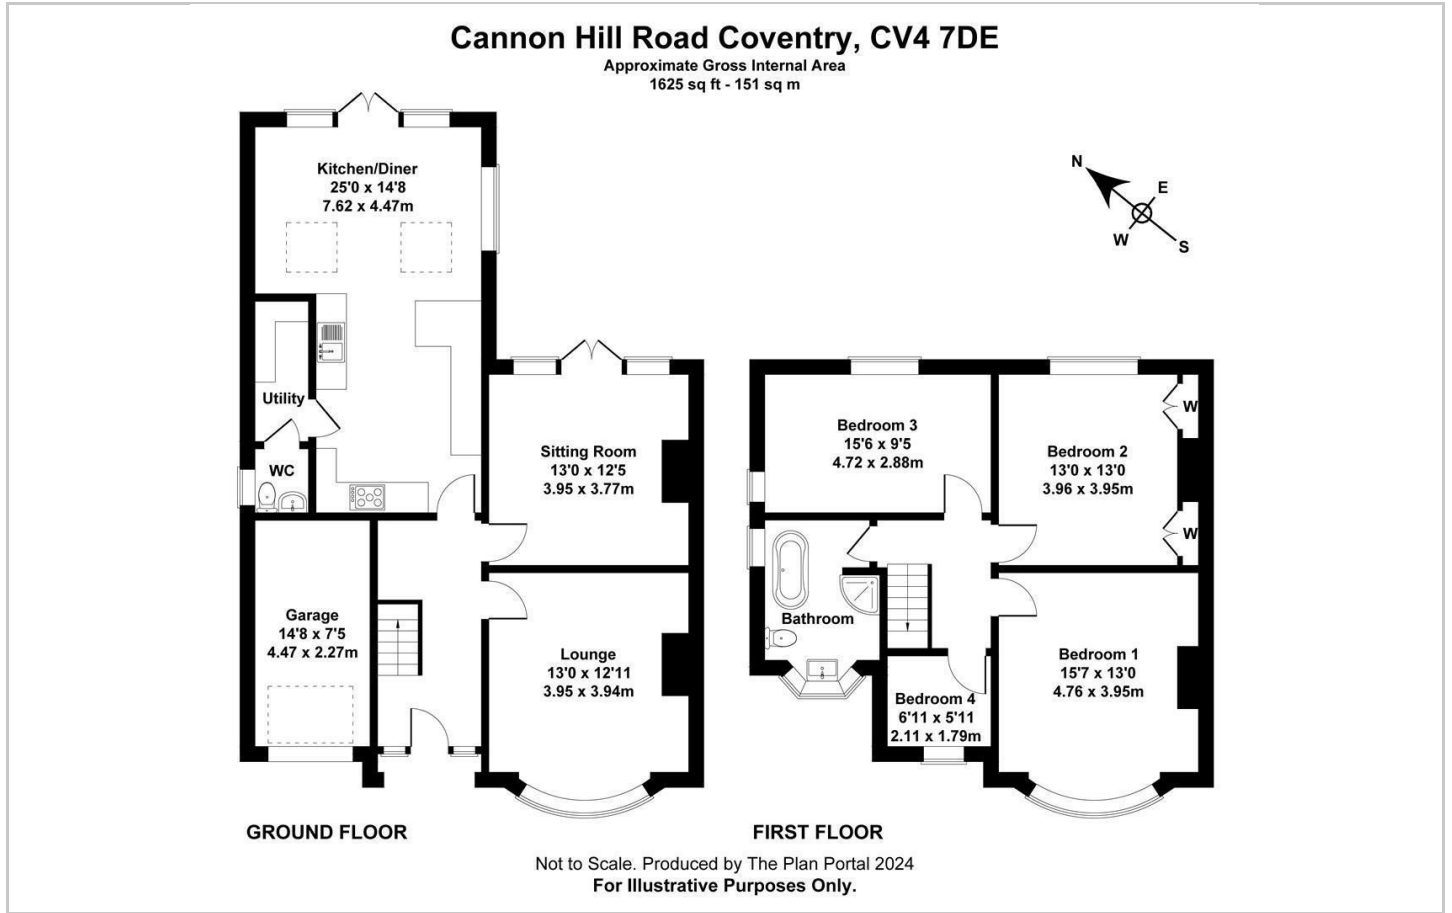 Cannon Hill Road Coventry, CV4 7DE
Approximate Gross Internal Area
1625 sq ft - 151 sq m
N
E
W
S
Kitchen/Diner
25'0 x 14'8
7.62 x 4.47m
Utility
WC
Sitting Room
13'0 x 12'5
3.95 x 3.77m
Garage
14'8 x 7'5
4.47 x 2.27m
Lounge
13'0 x 12'11
3.95 x 3.94m
GROUND FLOOR
Bedroom 3
15'6 x 9'5
4.72 x 2.88m
Bedroom 2
13'0 x 13'0
3.96 x 3.95m
W
W
Bathroom
Bedroom 1
15'7 x 13'0
4.76 x 3.95m
Bedroom 4
6'11 x 5'11
2.11 x 1.79m
FIRST FLOOR
Not to Scale. Produced by The Plan Portal 2024
For Illustrative Purposes Only.